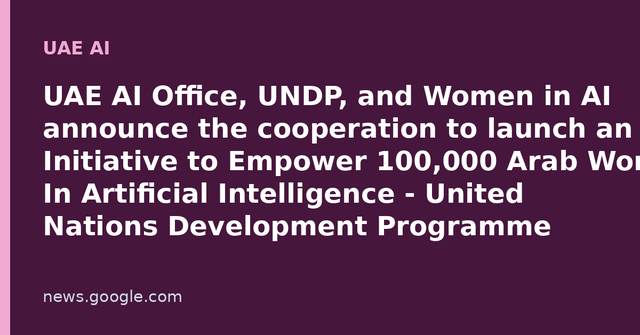 UAE AI
UAE AI Office, UNDP, and Women in AI
announce the cooperation to launch an
Initiative to Empower 100,000 Arab
In Artificial Intelligence - United
Nations Development Programme
news.google.com